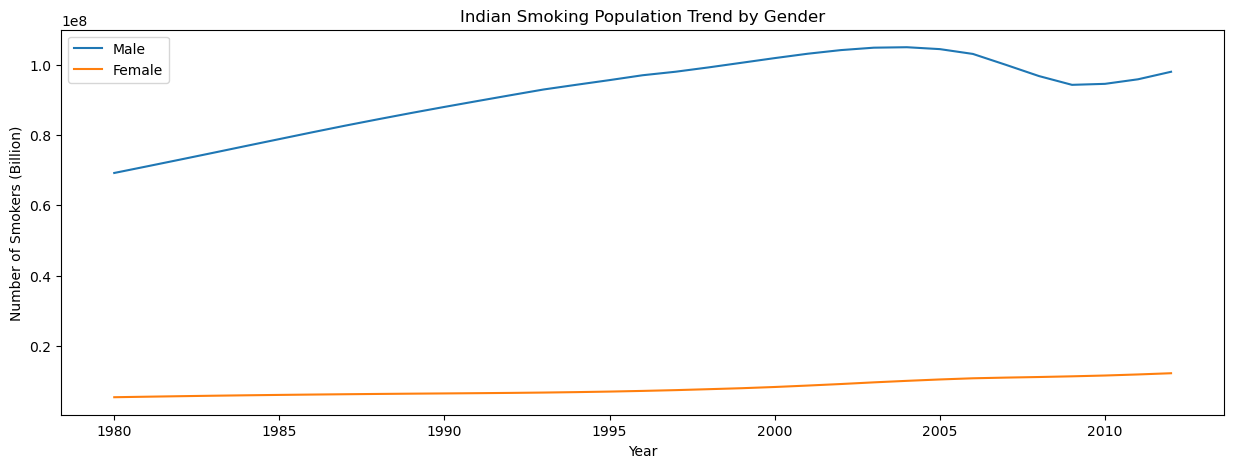 Indian Smoking Population Trend by Gender
1e8
Male
Female
1.0
0.8
0.6
0.4
0.2
Number of Smokers (Billion)
1980 1985 1990 1995 2000 2005 2010
Year